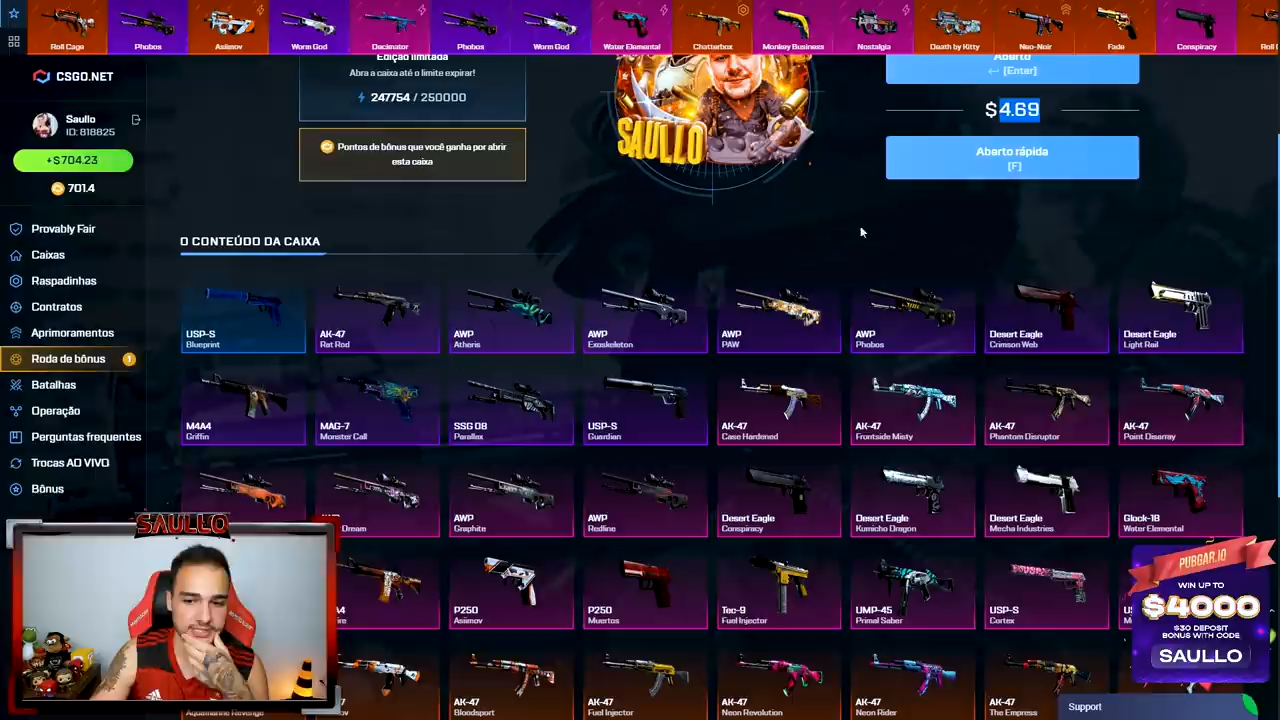 Roll Cage
Phobos
Asiimov
Worm God
Decimator
Phobos
Worm God
Water Elemental
Chatterbox
Monkey Business
Nostalgia
Death by Kitty
Neo-Noir
Fade
Conspiracy
Roll
CSGO.NET
Saullo
ID: 818825
+$704.23
701.4
Provably Fair
Caixas
Raspadinhas
Contratos
Aprimoramentos
Roda de bônus
1
Batalhas
Operação
Perguntas frequentes
Trocas AO VIVO
Bônus
Edição limitada
Abra a caixa até o limite expirar!
247754 / 250000
Pontos de bônus que você ganha por abrir
esta caixa
SAULLO
Aberto
[Enter]
$4.69
Aberto rápida
[F]
O CONTEÚDO DA CAIXA
USP-S
Blueprint
AK-47
Rat Rod
AWP
Atheris
AWP
Exoskeleton
AWP
PAW
AWP
Phobos
Desert Eagle
Crimson Web
Desert Eagle
Light Rail
M4A4
Griffin
MAG-7
Monster Call
SSG 08
Parallax
USP-S
Guardian
AK-47
Case Hardened
AK-47
Frontside Misty
AK-47
Phantom Disruptor
AK-47
Point Disarray
Dream
AWP
Graphite
AWP
Redline
Desert Eagle
Conspiracy
Desert Eagle
Kumicho Dragon
Desert Eagle
Mecha Industries
Glock-18
Water Elemental
P250
Asiimov
P250
Muertos
Tec-9
Fuel Injector
UMP-45
Primal Saber
USP-S
Cortex
Aquamarine Revenge
AK-47
Bloodsport
AK-47
Fuel Injector
AK-47
Neon Revolution
AK-47
Neon Rider
AK-47
The Empress
SAULLO
PUBGAR.IO
WIN UP TO
$4000
$30 DEPOSIT
BONUS WITH CODE
SAULLO
Support